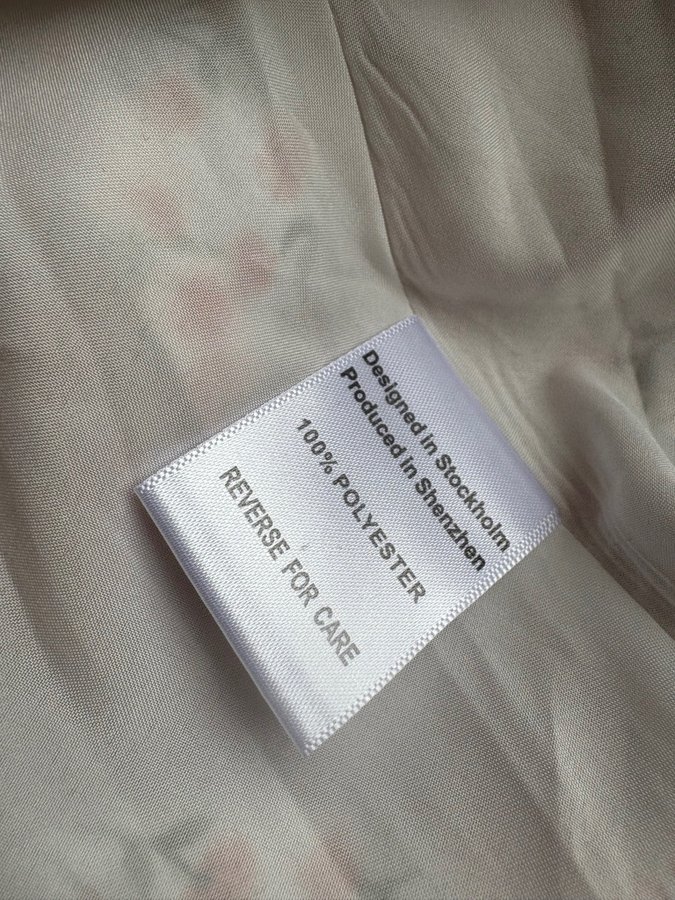 Designed in Stockholm
Produced in Shenzhen
100% POLYESTER
REVERSE FOR CARE